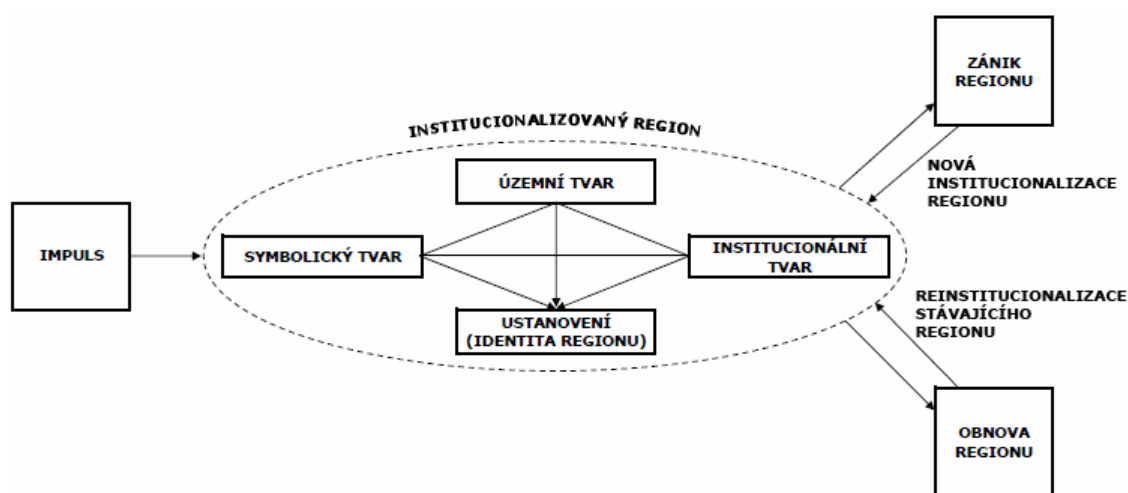 ZÁNIK
REGIONU
INSTITUCIONALIZOVANÝ REGION
NOVÁ
INSTITUCIONALIZACE
REGIONU
ÚZEMNÍ TVAR
IMPULS
SYMBOLICKÝ TVAR
INSTITUCIONÁLNÍ
TVAR
USTANOVENÍ
(IDENTITA REGIONU)
REINSTITUCIONALIZACE
STÁVAJÍCÍHO
REGIONU
OBNOVA
REGIONU